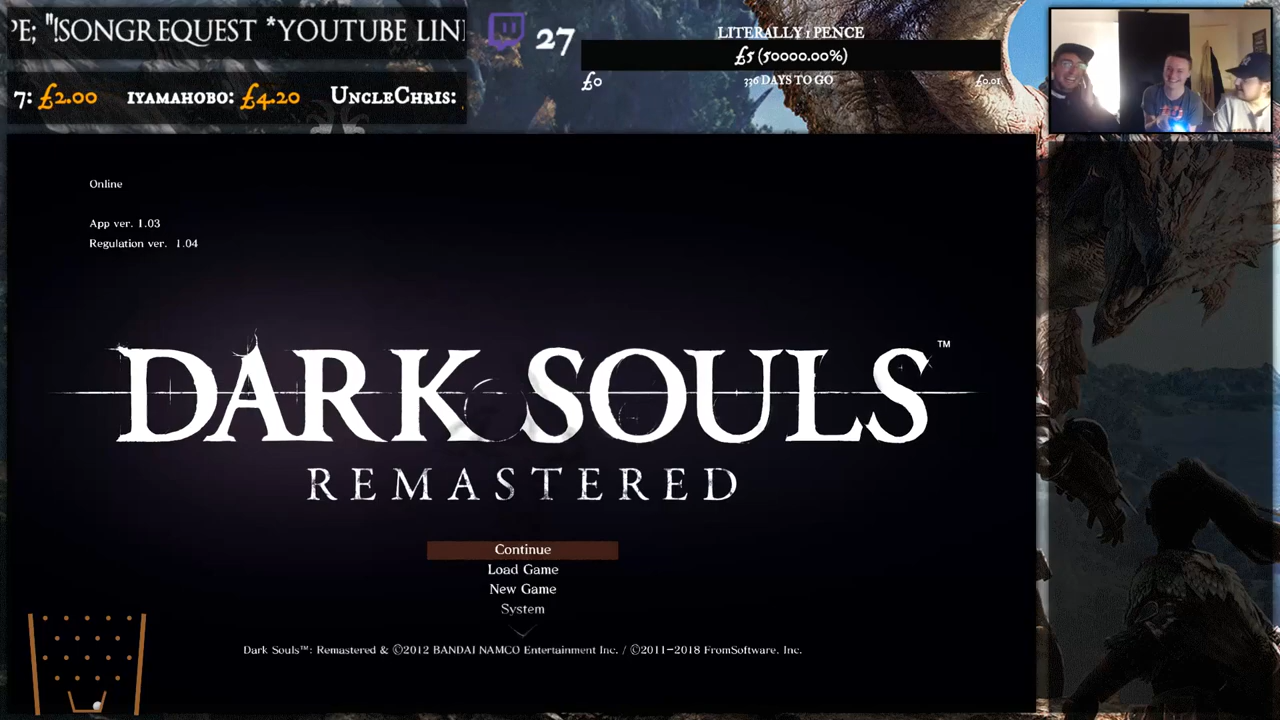 "!SONGREQUEST *YOUTUBE
27
LITERALLY 1 PENCE
£5 (50000.00%)
£0 336 DAYS TO GO £0.01
7: £2.00 IYAMAHOBO: £4.20 UNCLECHRIS:
Online
App ver. 1.03
Regulation ver. 1.04
DARK SOULS™
REMASTERED
Continue
Load Game
New Game
System
Dark Souls™: Remastered & ©2012 BANDAI NAMCO Entertainment Inc. / ©2011-2018 FromSoftware, Inc.